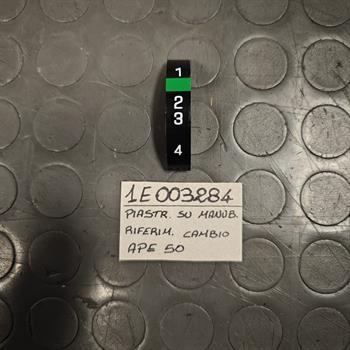 1
2
3
4
1E003284
PIASTR. SU MANUB.
RIFERIM. CAMBIO
APE 50